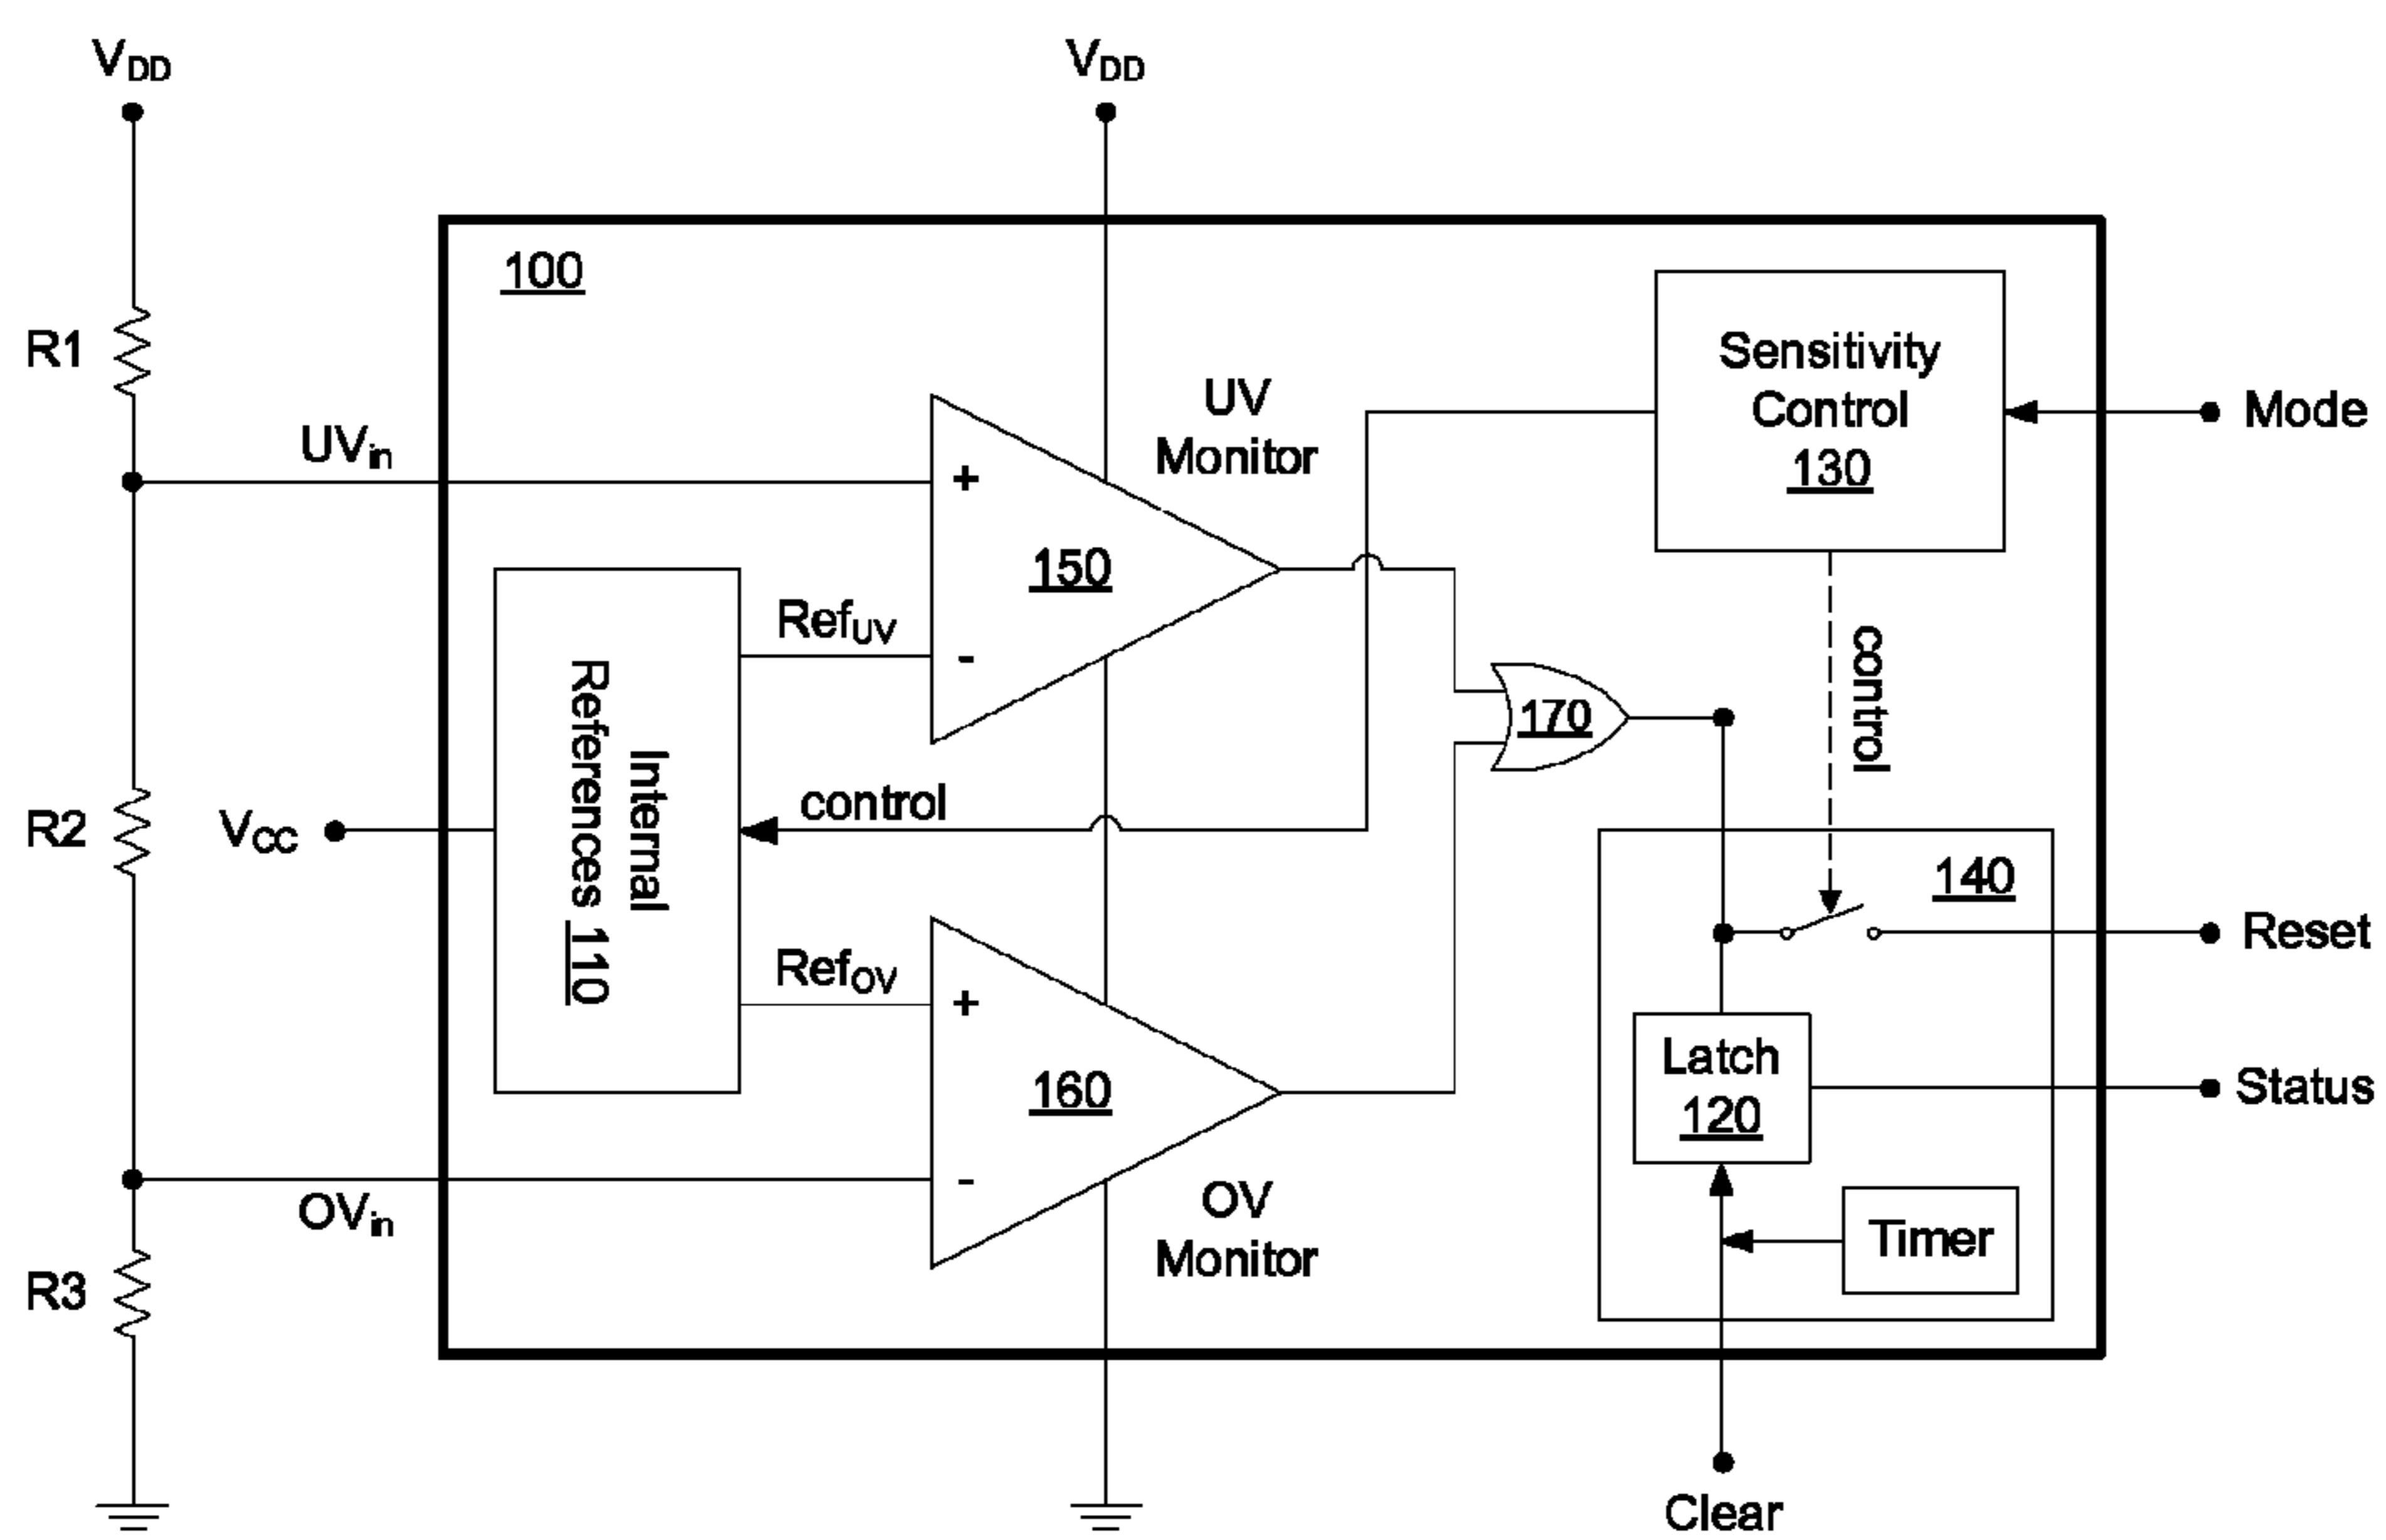 VDD
VDD
100
R1
UVin
+
-
150
UV
Monitor
Sensitivity
Control
130
Mode
RefUV
Internal
References 110
control
control
170
R2
VCC
RefOV
+
-
160
OV
Monitor
140
Reset
Latch
120
Status
OVin
R3
Timer
Clear